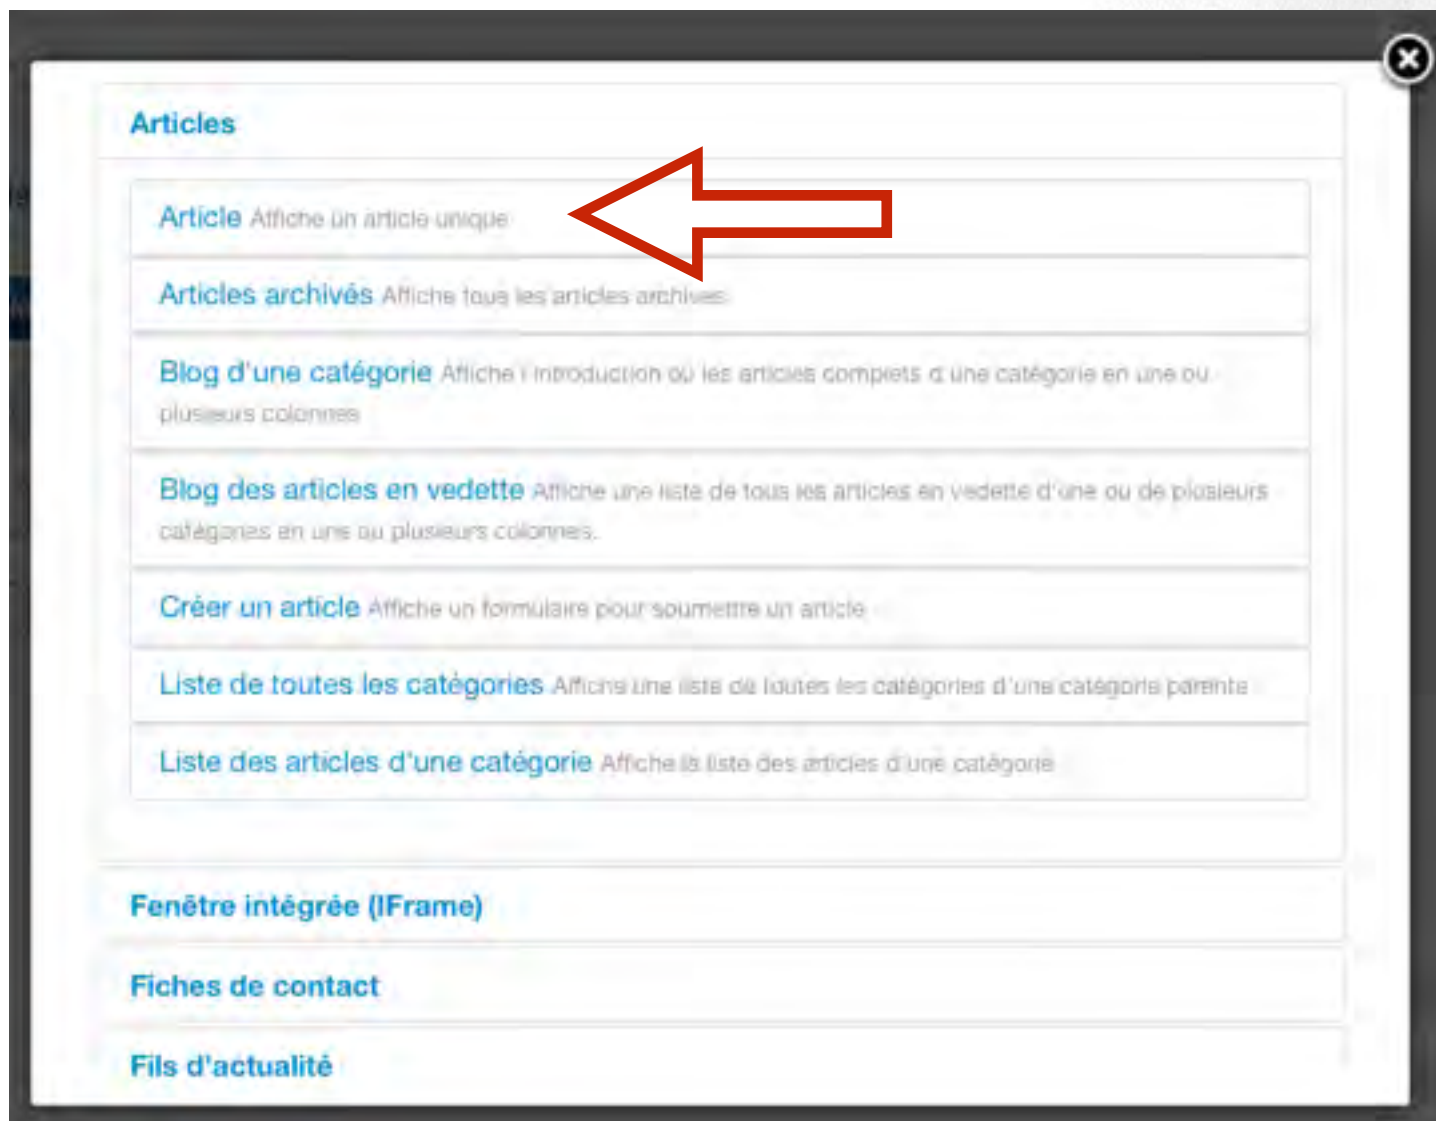 Articles
Article Affiche un article unique
Articles archivés Affiche tous les articles archivés.
Blog d'une catégorie Affiche l'introduction ou les articles complets d'une catégorie en une ou
plusieurs colonnes
Blog des articles en vedette Affiche une liste de tous les articles en vedette d'une ou de plusieurs
catégories en une ou plusieurs colonnes.
Créer un article Affiche un formulaire pour soumettre un article
Liste de toutes les catégories Affiche une liste de toutes les catégories d'une catégorie parente
Liste des articles d'une catégorie Affiche la liste des articles d'une catégorie
Fenêtre intégrée (IFrame)
Fiches de contact
Fils d'actualité